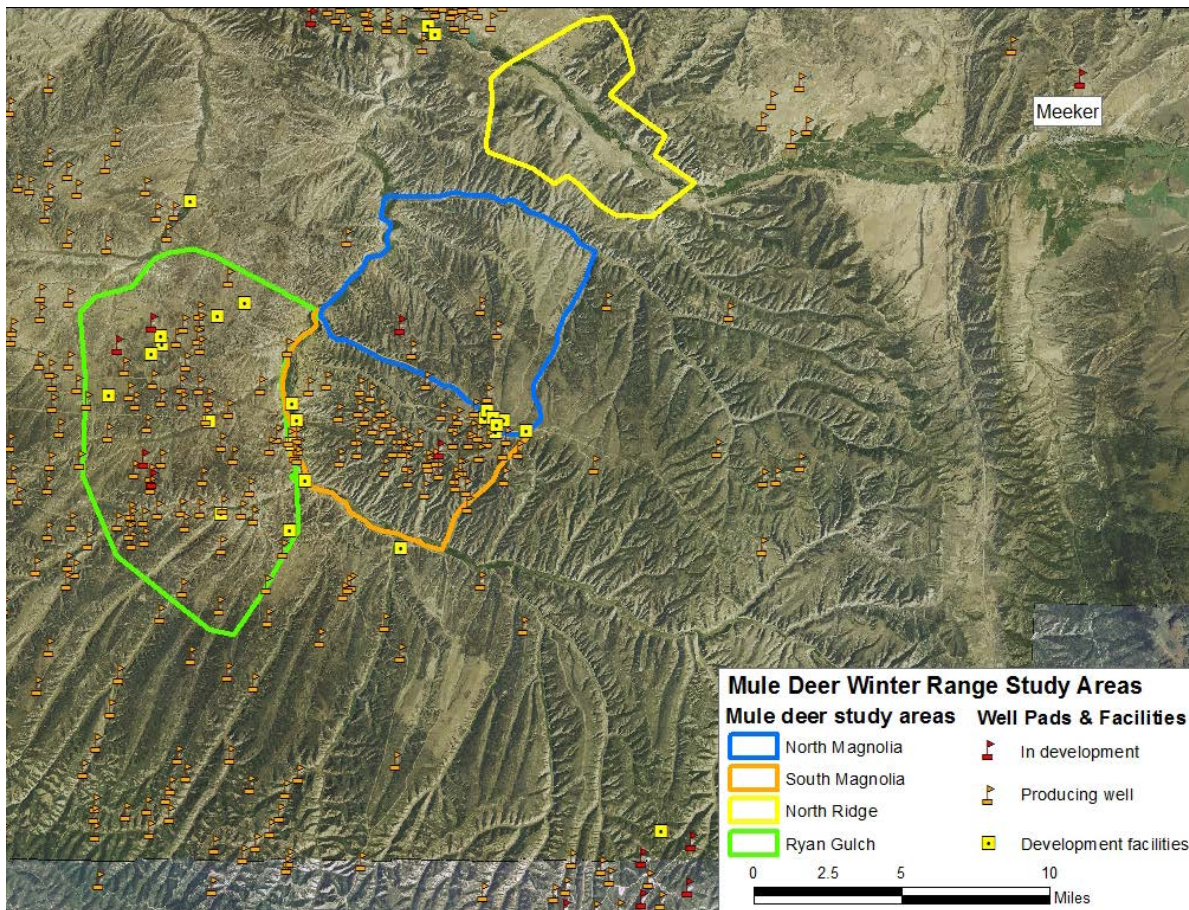 Meeker
Mule Deer Winter Range Study Areas
Mule deer study areas
North Magnolia
South Magnolia
North Ridge
Ryan Gulch
Well Pads & Facilities
In development
Producing well
Development facilities
0 2.5 5 10
Miles